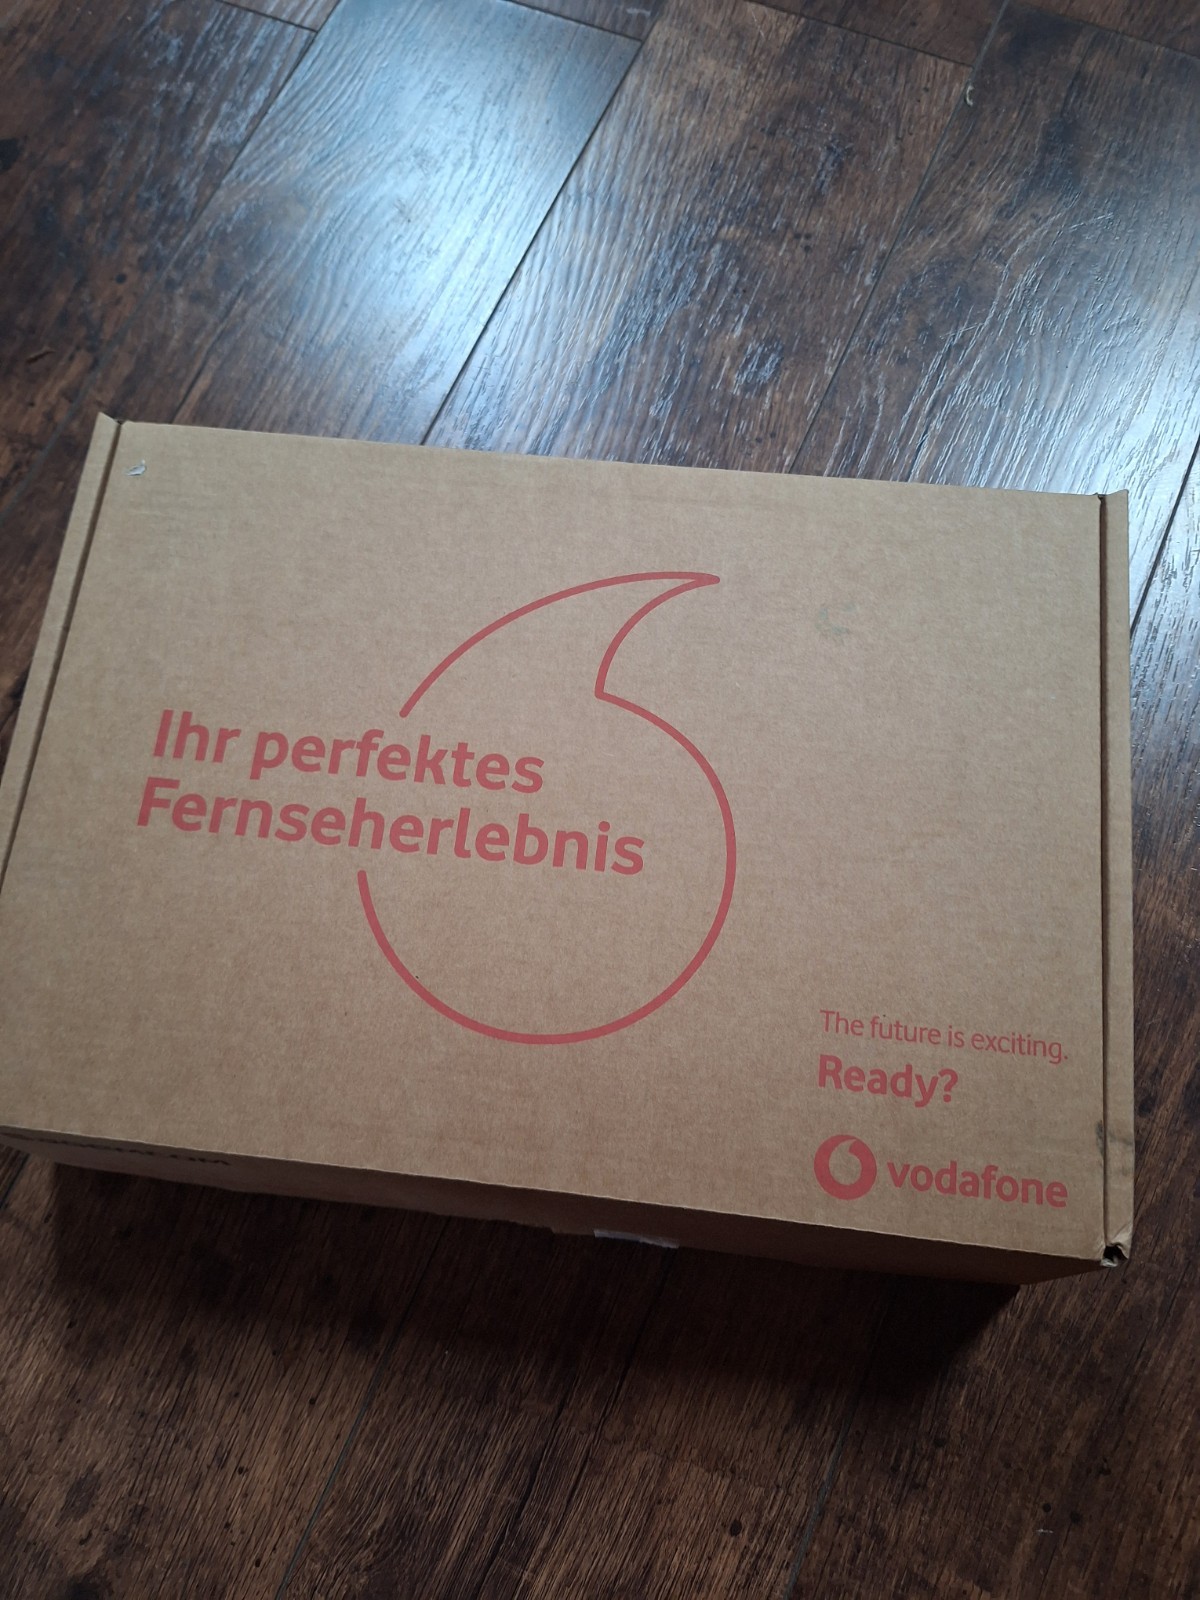 Ihr perfektes
Fernseherlebnis
The future is exciting.
Ready?
vodafone